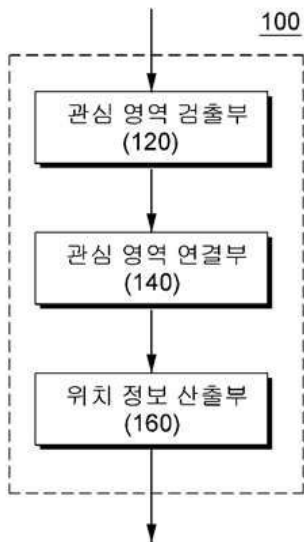 100
관심 영역 검출부
(120)
관심 영역 연결부
(140)
위치 정보 산출부
(160)